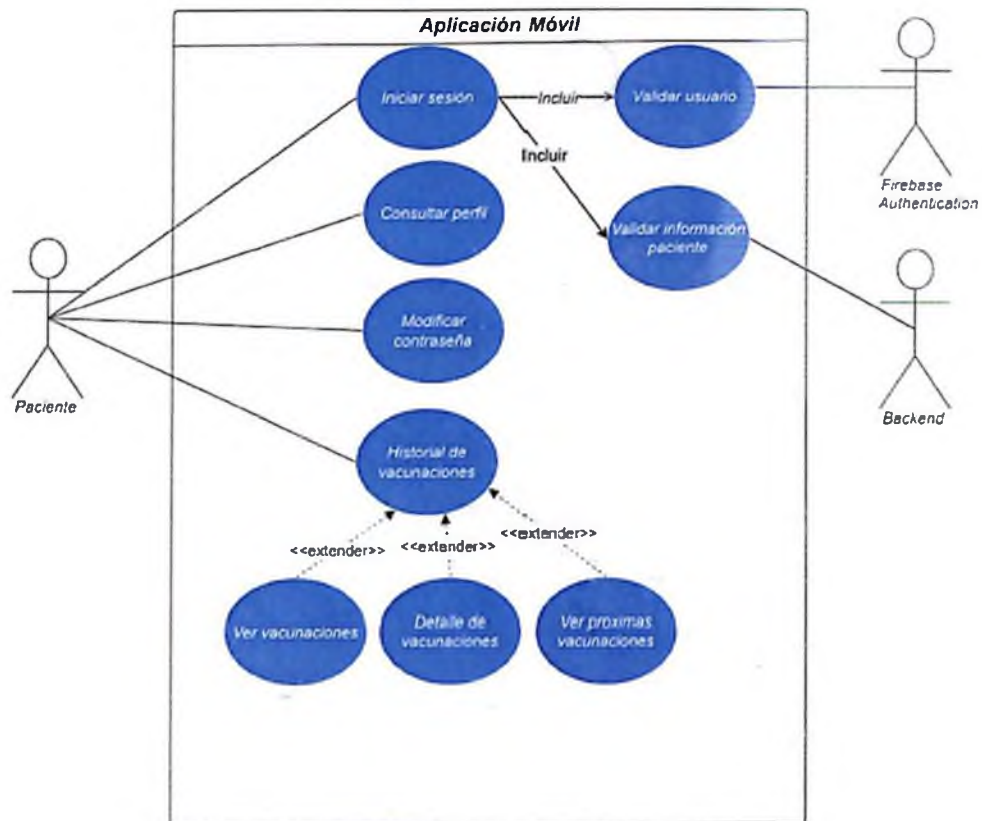 Aplicación Móvil
Iniciar sesión
Incluir
Validar usuario
Incluir
Firebase
Authentication
Consultar perfil
Validar información
paciente
Modificar
contraseña
Paciente
Backend
Historial de
vacunaciones
<<extender>>
<<extender>>
<<extender>>
Ver vacunaciones
Detalle de
vacunaciones
Ver proximas
vacunaciones